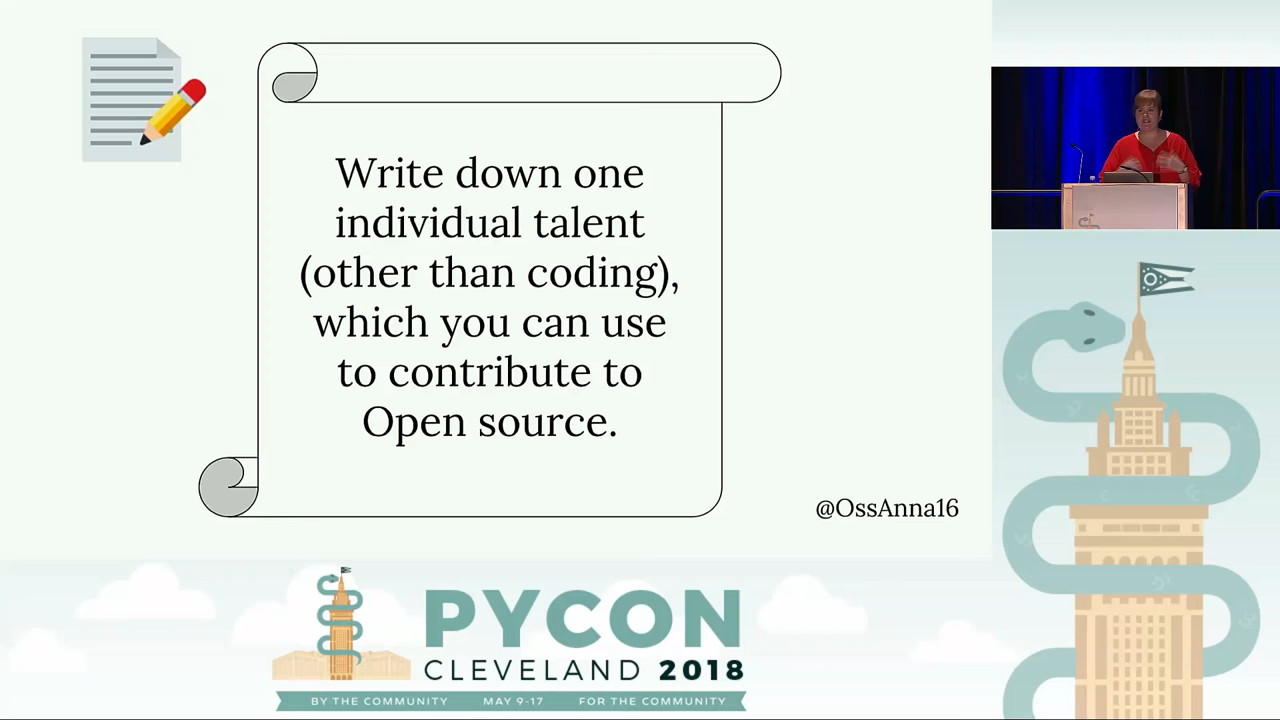 Write down one
individual talent
(other than coding),
which you can use
to contribute to
Open source.
@OssAnna16
PYCON
CLEVELAND 2018
BY THE COMMUNITY MAY 9-17 FOR THE COMMUNITY